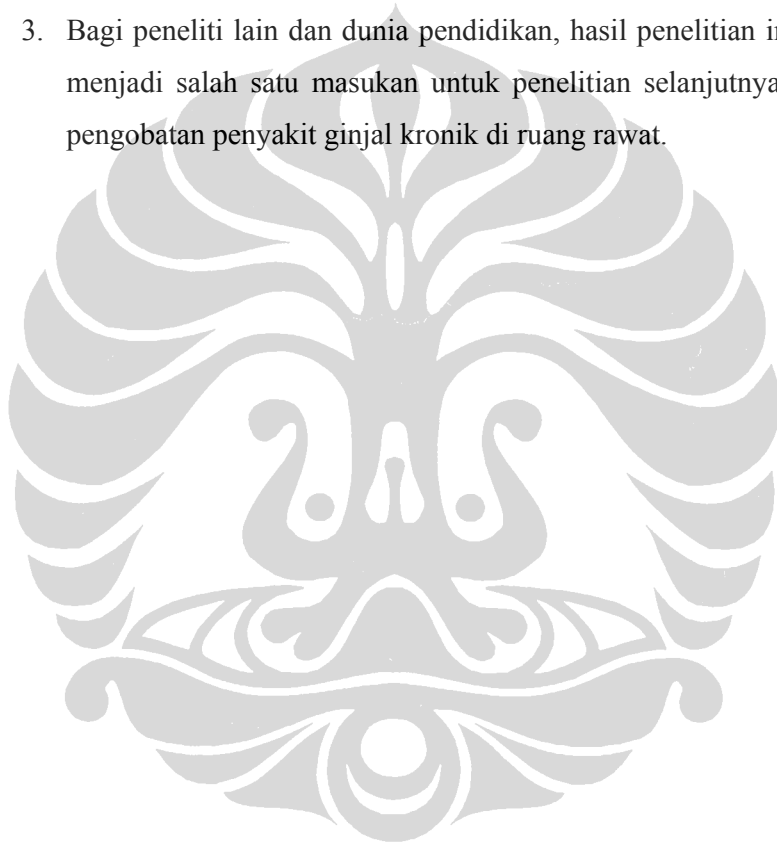 3. Bagi peneliti lain dan dunia pendidikan, hasil penelitian
menjadi salah satu masukan untuk penelitian selanjutnya
pengobatan penyakit ginjal kronik di ruang rawat.